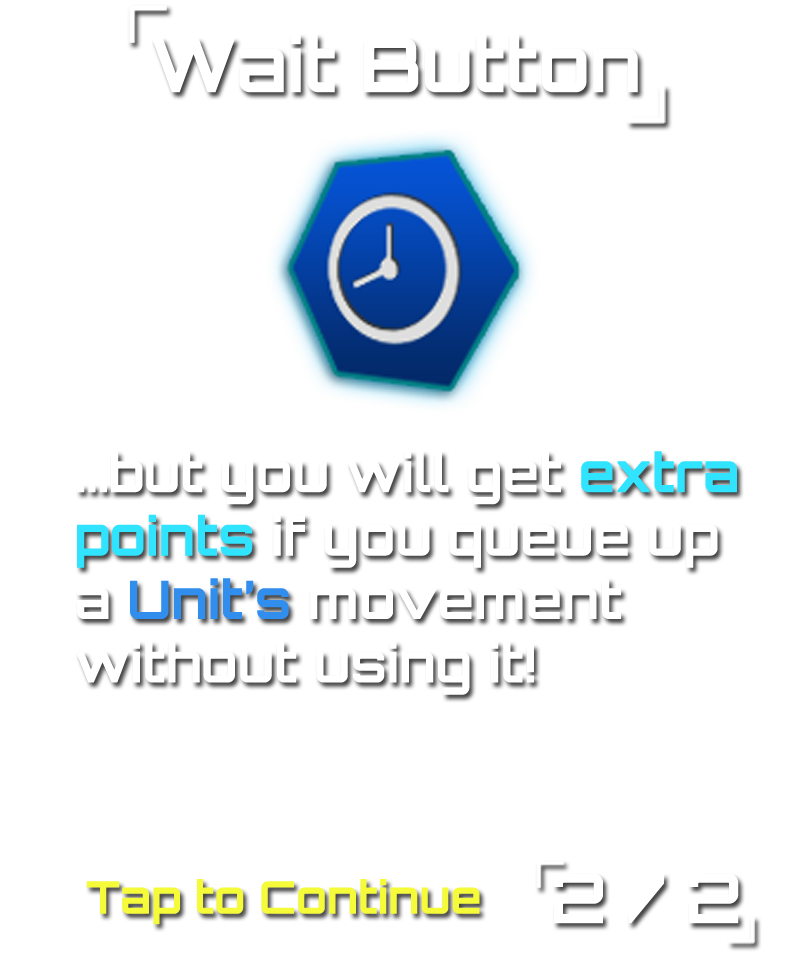 Wait Button
...but you will get extra
points if you queue up
a Unit's movement
without using it!
Tap to Continue
2 / 2